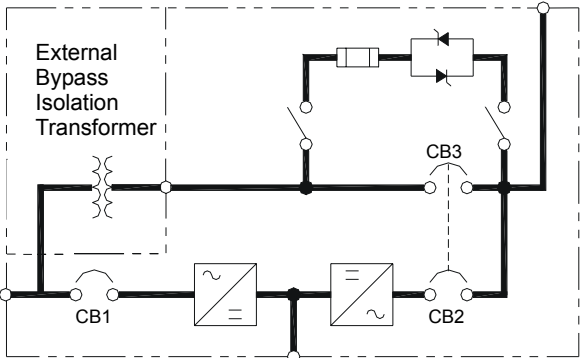 External
Bypass
Isolation
Transformer
CB3
CB1
CB2